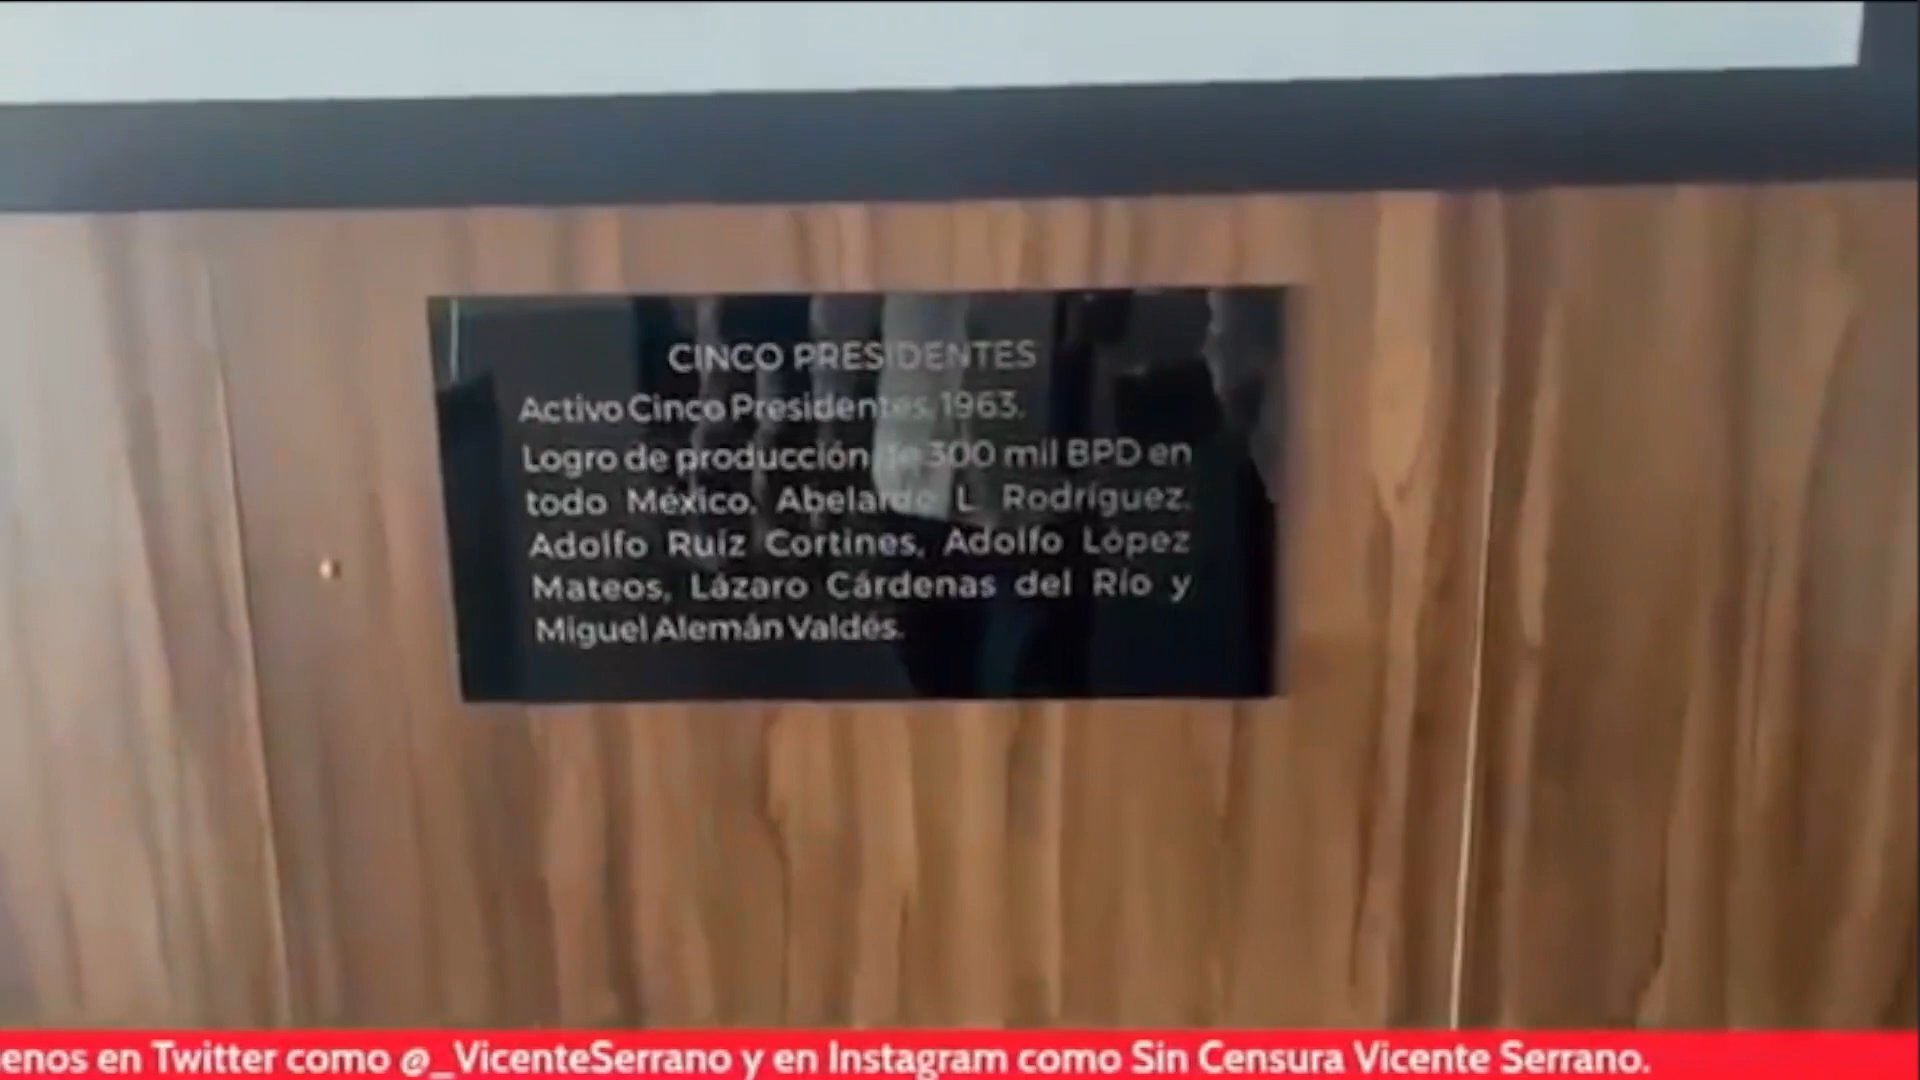 CINCO PRESIDENTES
Activo Cinco Presidentes, 1963.
Logro de producción de 300 mil BPD en
todo México. Abelardo L. Rodríguez,
Adolfo Ruíz Cortines, Adolfo López
Mateos, Lázaro Cárdenas del Río y
Miguel Alemán Valdés.
enos en Twitter como @_VicenteSerrano y en Instagram como Sin Censura Vicente Serrano.